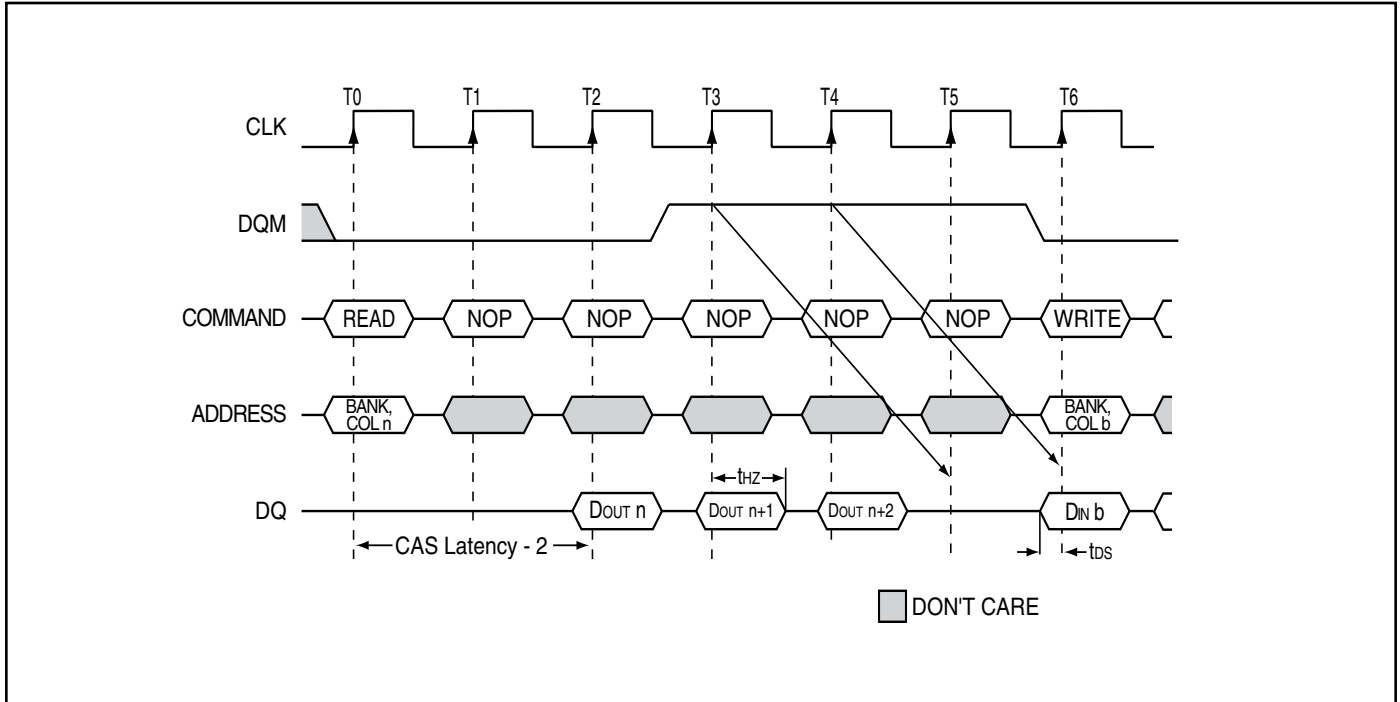 T0 T1 T2 T3 T4 T5 T6
CLK
DQM
COMMAND READ NOP NOP NOP NOP NOP WRITE
ADDRESS BANK, COL n BANK, COL b
tHZ
DQ DOUT n DOUT n+1 DOUT n+2 DIN b
CAS Latency - 2 tDS
DON'T CARE